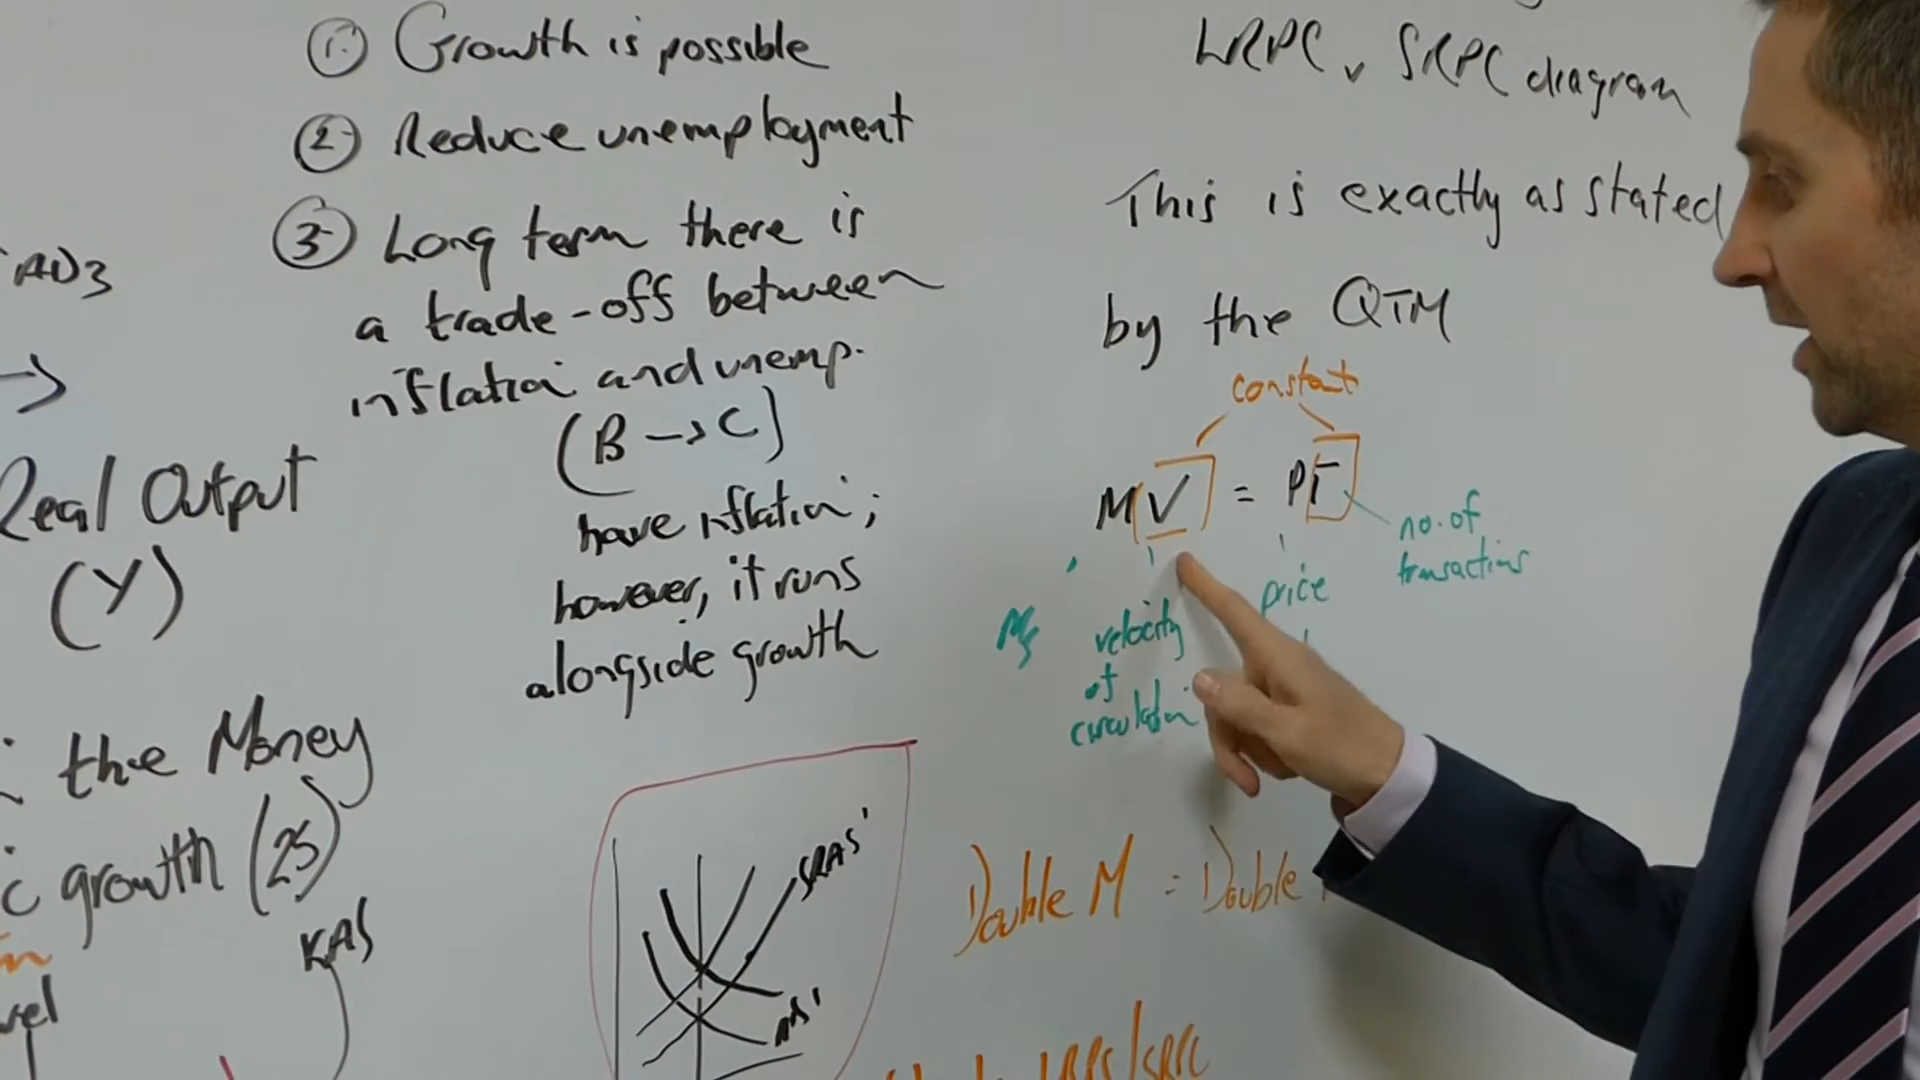 ① Growth is possible
② Reduce unemployment
③ Long term there is
a trade-off between
inflation and unemp.
(B → C)
have inflation;
however, it runs
alongside growth
AD3
→
Real Output
(Y)
the Money
growth (25)
KAS
SRAS'
LRPC v SRPC diagram
This is exactly as stated
by the QTM
constant
MV = PT
no. of
transactions
price
Ms
velocity
of
circulation
Double M = Double